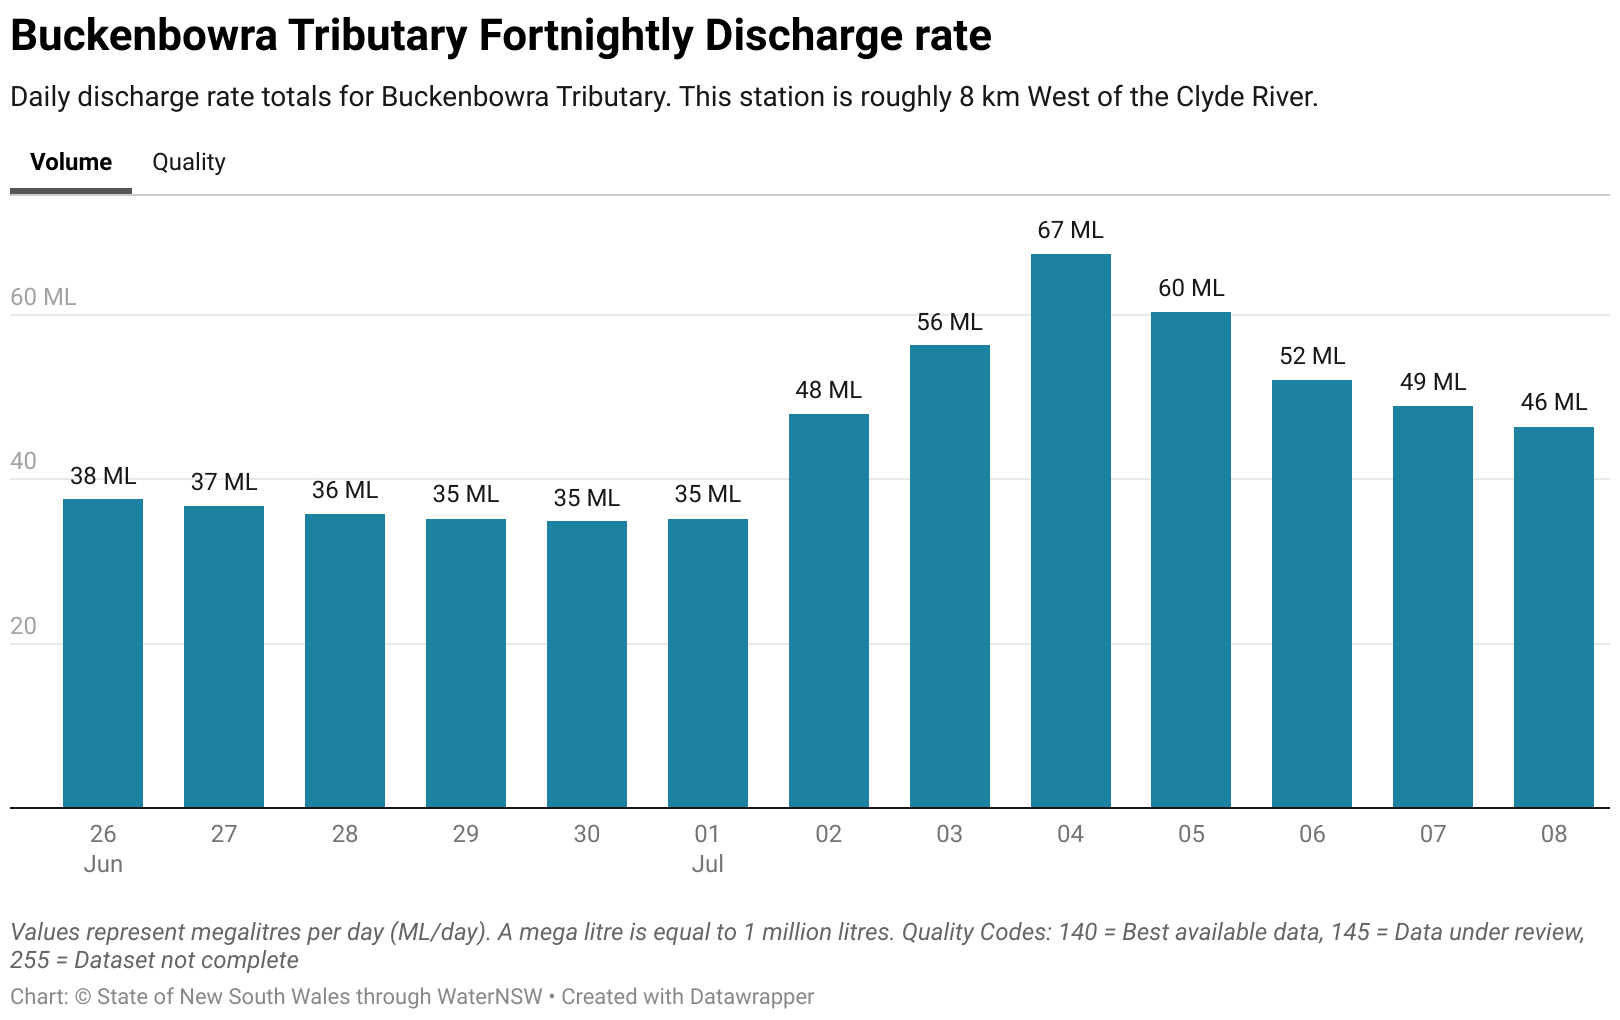 Buckenbowra Tributary Fortnightly Discharge rate
Daily discharge rate totals for Buckenbowra Tributary. This station is roughly 8 km West of the Clyde River.
Volume Quality
67 ML
60 ML
60 ML
56 ML
52 ML
49 ML
48 ML
46 ML
40
38 ML
37 ML
36 ML
35 ML
35 ML
35 ML
20
26 27 28 29 30 01 02 03 04 05 06 07 08
Jun Jul
Values represent megalitres per day (ML/day). A mega litre is equal to 1 million litres. Quality Codes: 140 = Best available data, 145 = Data under review,
255 = Dataset not complete
Chart: © State of New South Wales through WaterNSW • Created with Datawrapper